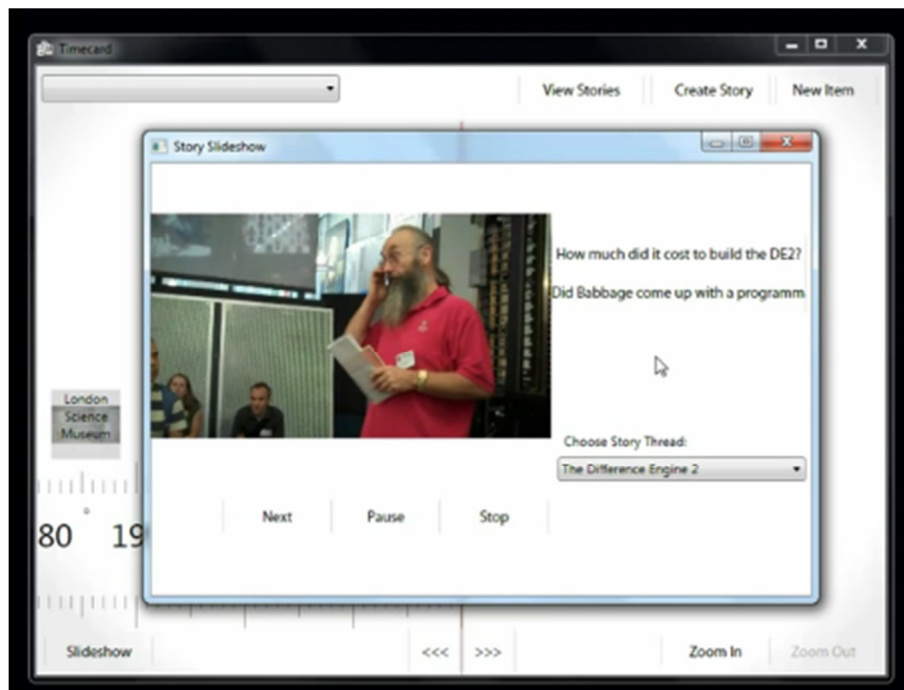 Timecard
View Stories
Create Story
New Item
Story Slideshow
How much did it cost to build the DE2?
Did Babbage come up with a programm
London
Science
Museum
Choose Story Thread:
The Difference Engine 2
Next
Pause
Stop
80
19
Slideshow
<<<
>>>
Zoom In
Zoom Out